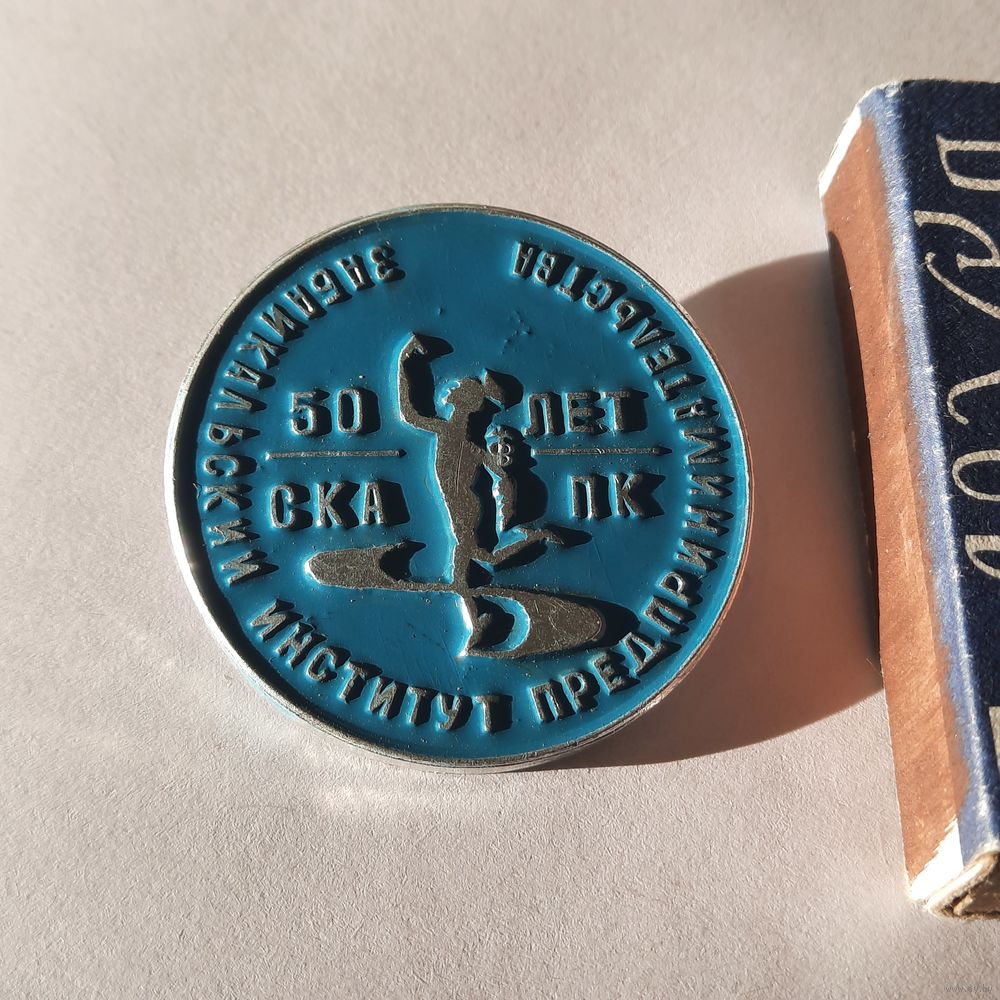 ЗАБАЙКАЛЬСКИЙ ИНСТИТУТ ПРЕДПРИНИМАТЕЛЬСТВА
50 ЛЕТ
СКА ПК